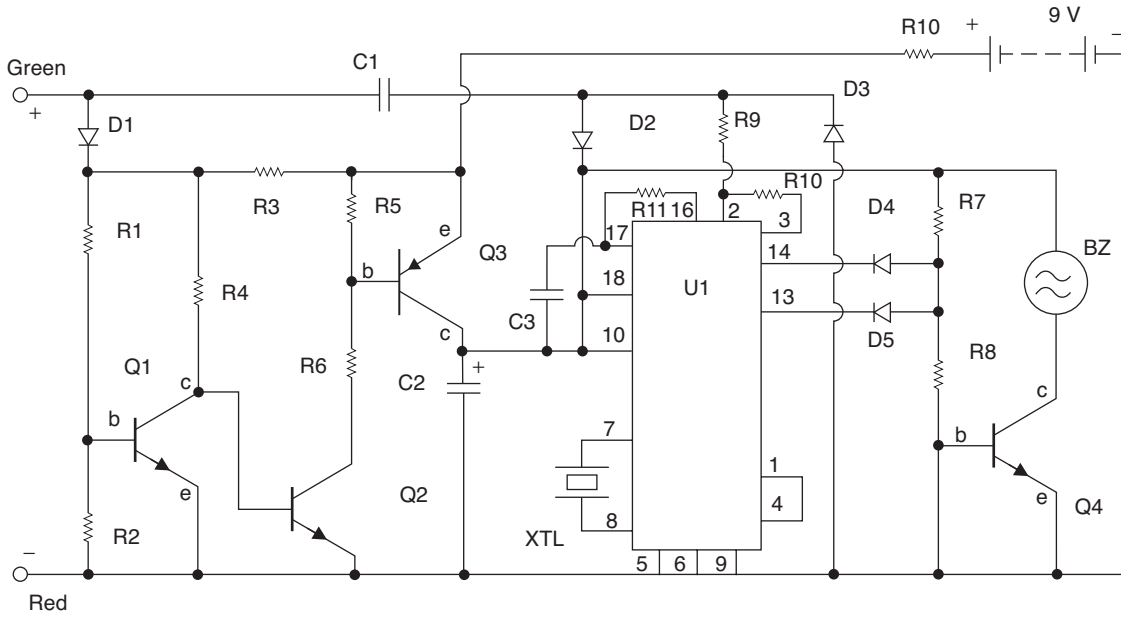 9 V
R10
+
–
Green
C1
+
D1
D2
D3
R9
R3
R5
R11
16
2
R10
3
D4
R7
R1
e
Q3
17
14
BZ
b
R4
18
U1
13
C3
c
10
D5
R6
+
C2
R8
Q1
c
b
c
7
b
e
1
Q2
4
e
Q4
R2
XTL
8
–
5
6
9
Red